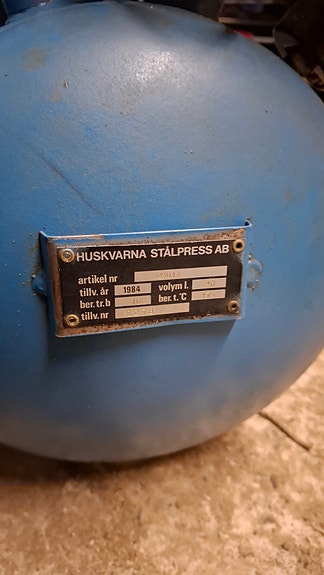 HUSKVARNA STÅLPRESS AB
artikel nr
tillv. år 1984 volym l.
ber.tr.b ber.t.°C
tillv. nr